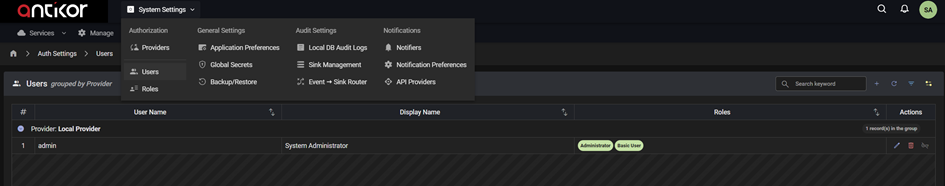 antikor
System Settings
SA
Services
Manage
Authorization
Providers
Users
Roles
General Settings
Application Preferences
Global Secrets
Backup/Restore
Audit Settings
Local DB Audit Logs
Sink Management
Event → Sink Router
Notifications
Notifiers
Notification Preferences
API Providers
Auth Settings > Users
Users grouped by Provider
Search keyword
# User Name Display Name Roles Actions
Provider: Local Provider
1 record(s) in the group
1 admin System Administrator Administrator Basic User